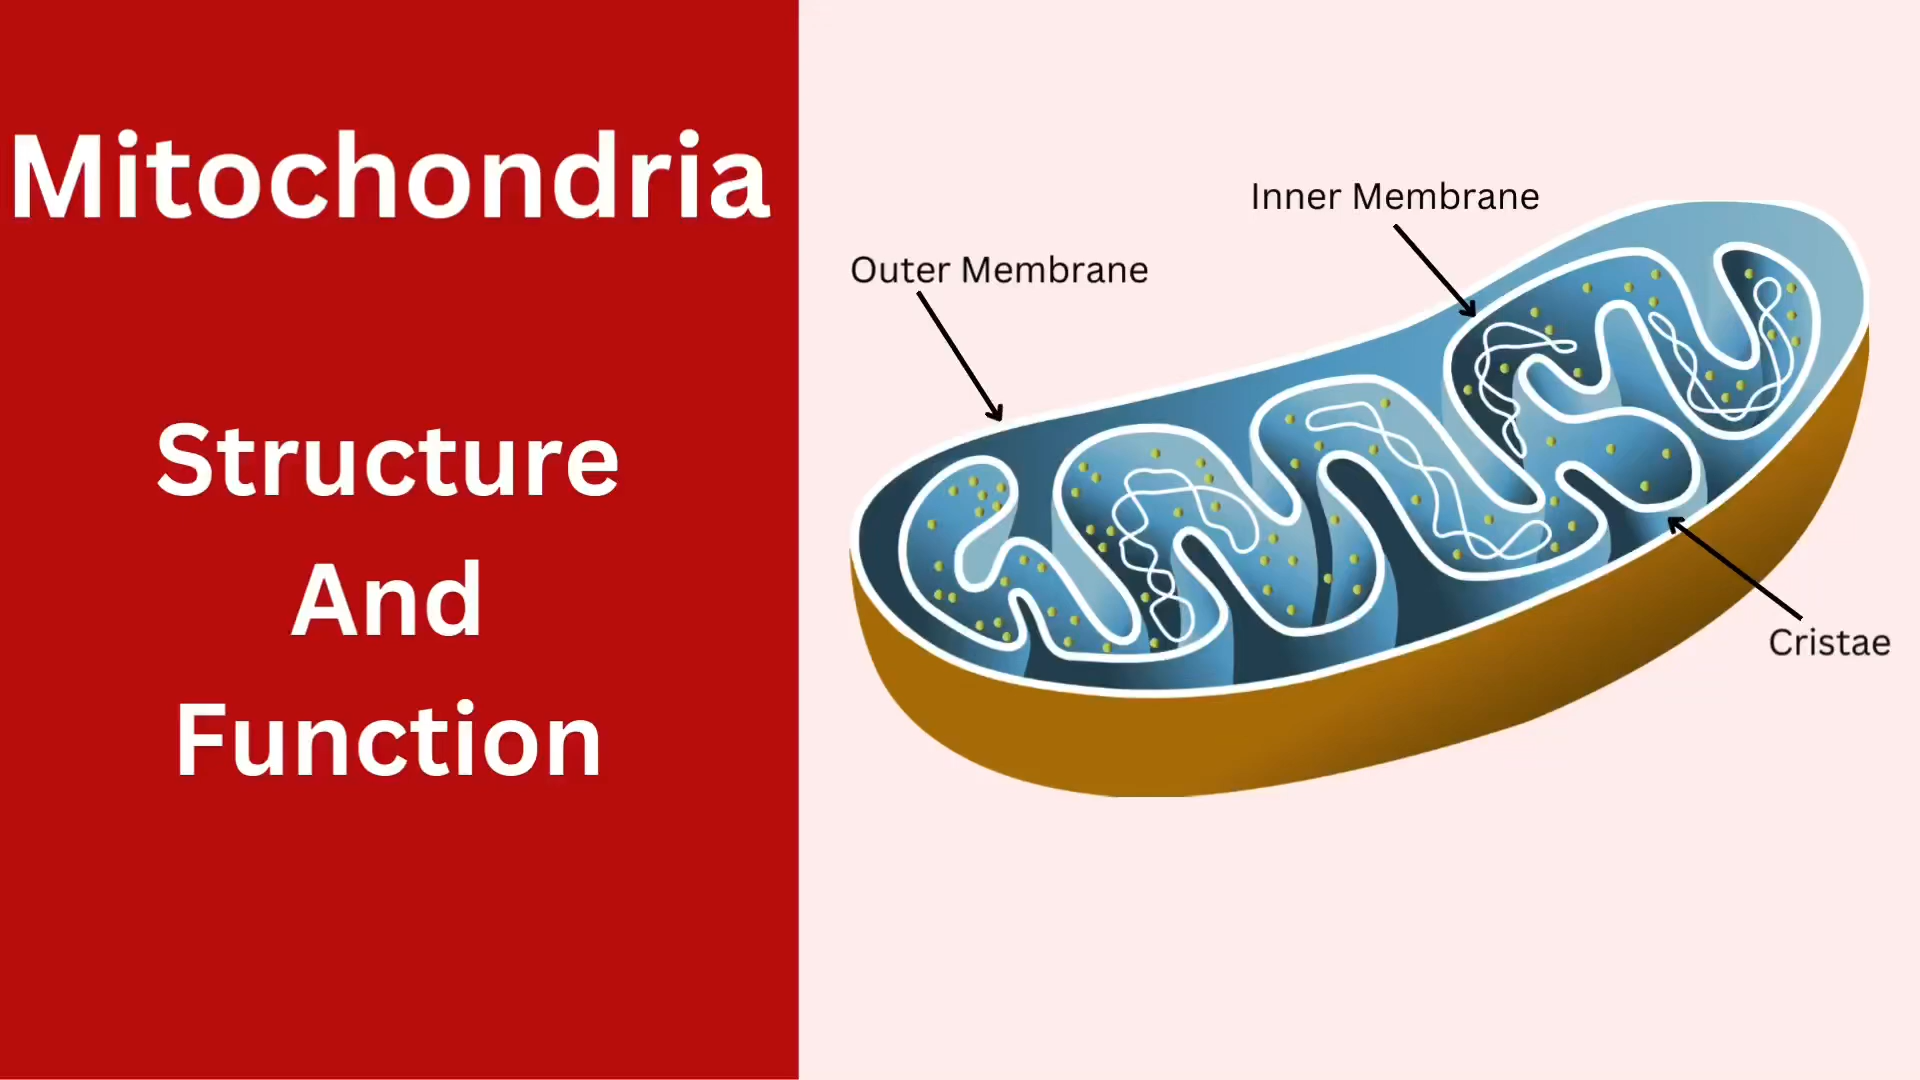 Mitochondria
Structure
And
Function
Inner Membrane
Outer Membrane
Cristae